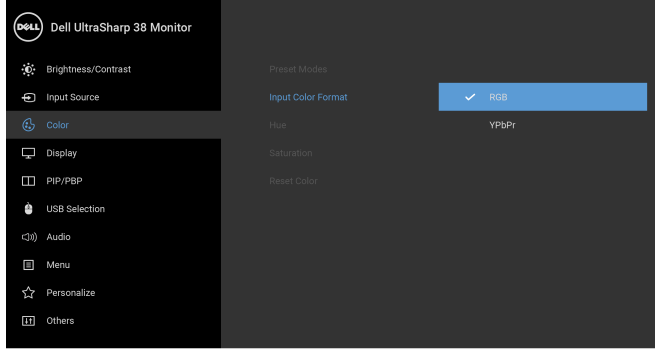 DELL Dell UltraSharp 38 Monitor
Brightness/Contrast
Input Source
Color
Display
PIP/PBP
USB Selection
Audio
Menu
Personalize
Others
Preset Modes
Input Color Format
Hue
Saturation
Reset Color
RGB
YPbPr